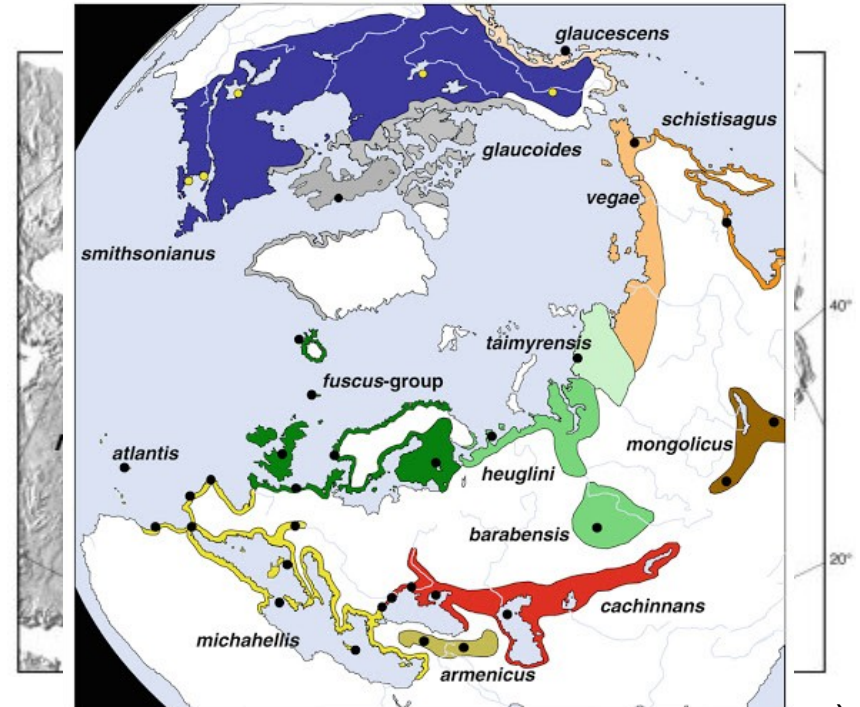 glaucescens
schistisagus
glaucoides
vegae
smithsonianus
40°
taimyrensis
fuscus-group
mongolicus
atlantis
heuglini
barabensis
20°
cachinnans
michahellis
armenicus